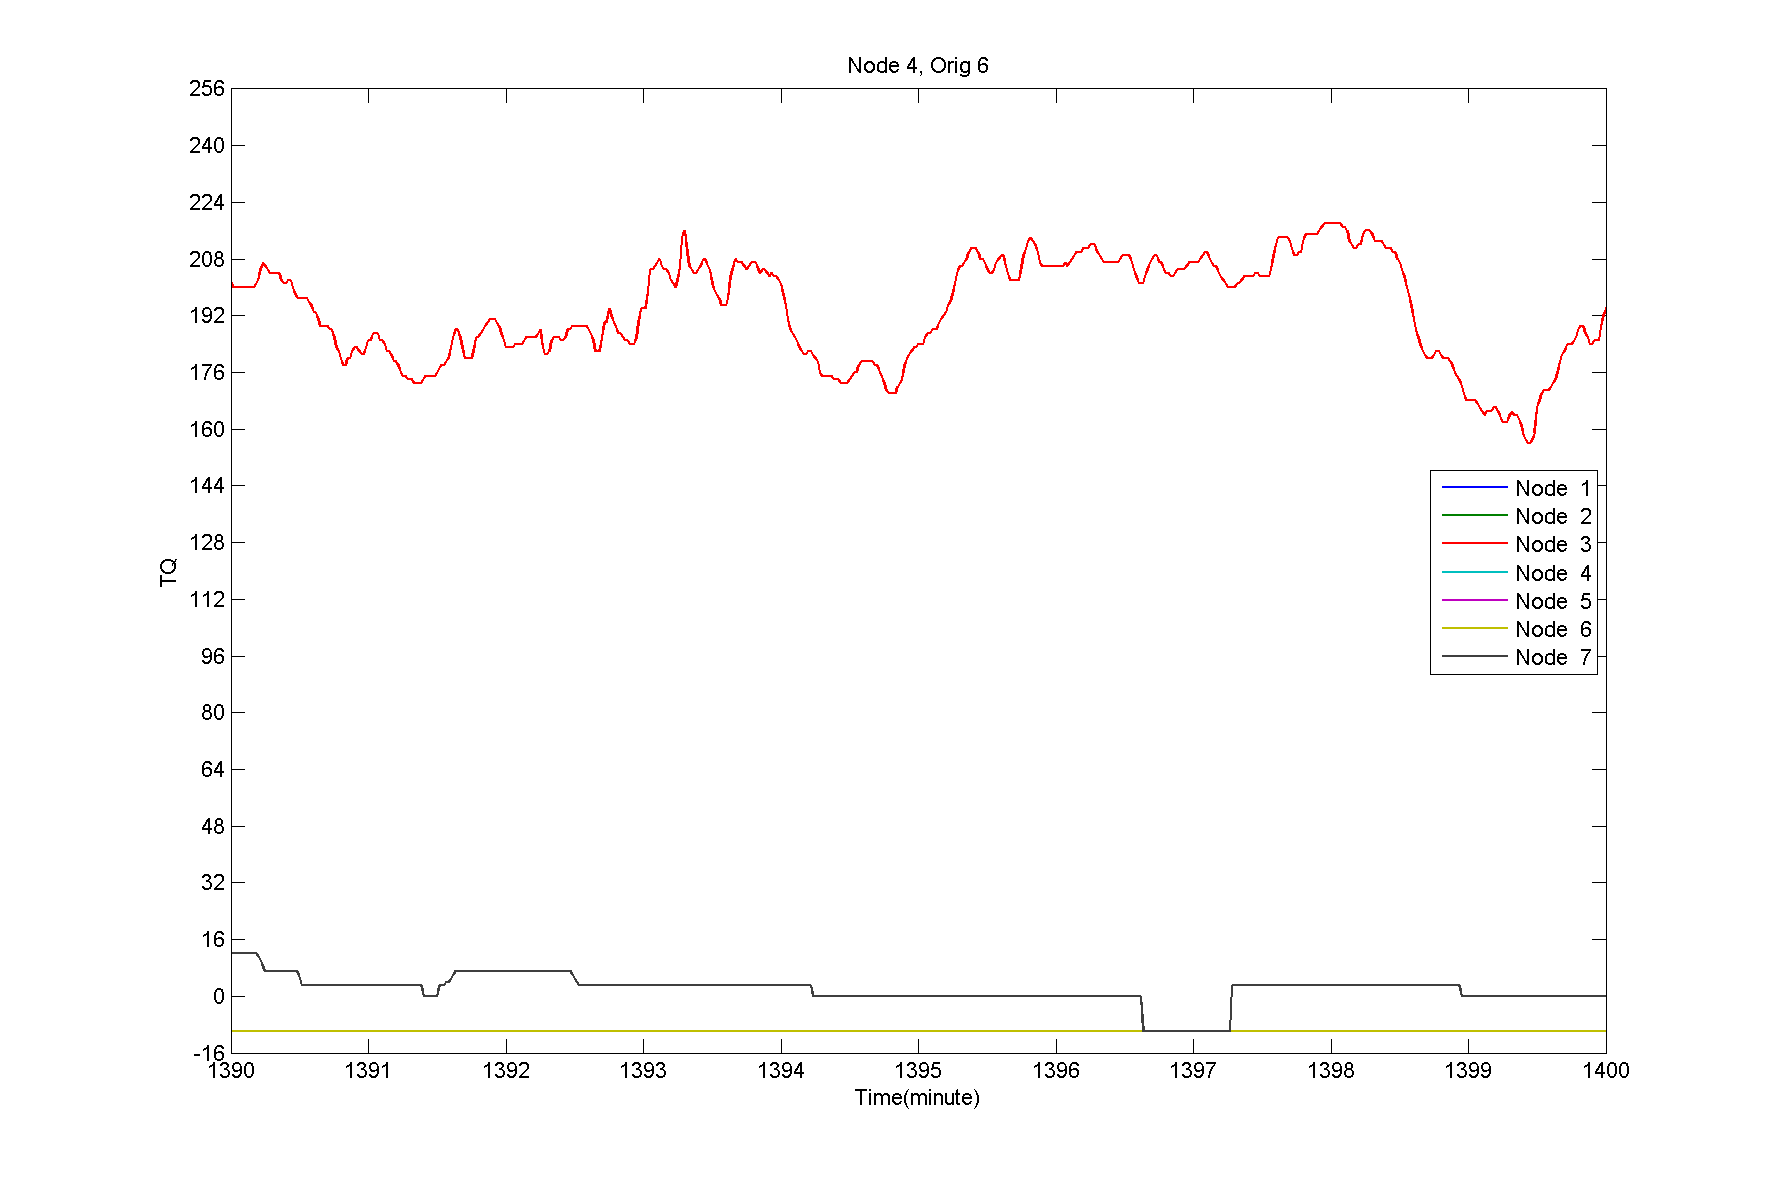 Node 4, Orig 6
256
240
224
208
192
176
160
144
128
112
96
80
64
48
32
16
0
-16
TQ
Node 1
Node 2
Node 3
Node 4
Node 5
Node 6
Node 7
1390 1391 1392 1393 1394 1395 1396 1397 1398 1399 1400
Time(minute)